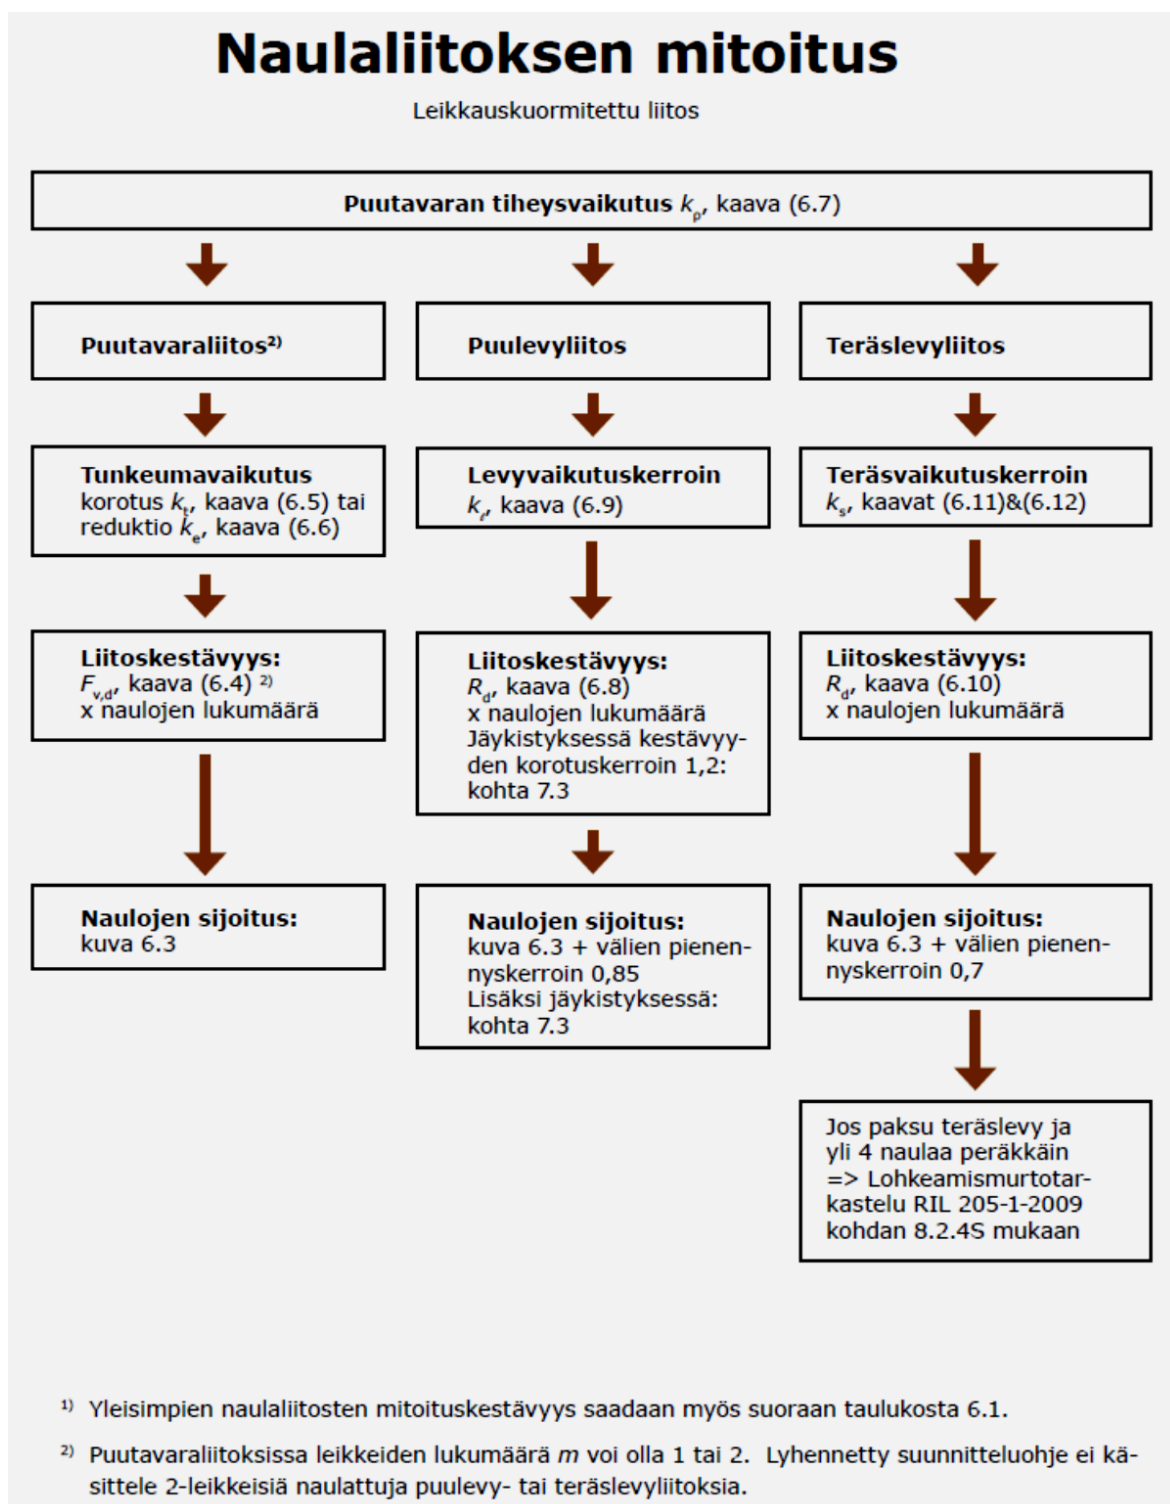 Naulaliitoksen mitoitus
Leikkauskuormitettu liitos
Puutavaran tiheysvaikutus kρ, kaava (6.7)
Puutavaraliitos²⁾
Puulevyliitos
Teräslevyliitos
Tunkeumavaikutus
korotus kt, kaava (6.5) tai
reduktio ke, kaava (6.6)
Levyvaikutuskerroin
kℓ, kaava (6.9)
Teräsvaikutuskerroin
ks, kaavat (6.11)&(6.12)
Liitoskestävyys:
Fv,d, kaava (6.4) ²⁾
x naulojen lukumäärä
Liitoskestävyys:
Rd, kaava (6.8)
x naulojen lukumäärä
Jäykistyksessä kestävyy-
den korotuskerroin 1,2:
kohta 7.3
Liitoskestävyys:
Rd, kaava (6.10)
x naulojen lukumäärä
Naulojen sijoitus:
kuva 6.3
Naulojen sijoitus:
kuva 6.3 + välien pienen-
nyskerroin 0,85
Lisäksi jäykistyksessä:
kohta 7.3
Naulojen sijoitus:
kuva 6.3 + välien pienen-
nyskerroin 0,7
Jos paksu teräslevy ja
yli 4 naulaa peräkkäin
=> Lohkeamismurtotar-
kastelu RIL 205-1-2009
kohdan 8.2.4S mukaan
¹⁾ Yleisimpien naulaliitosten mitoituskestävyys saadaan myös suoraan taulukosta 6.1.
²⁾ Puutavaraliitoksissa leikkeiden lukumäärä m voi olla 1 tai 2. Lyhennetty suunnitteluohje ei kä-
sittele 2-leikkeisiä naulattuja puulevy- tai teräslevyliitoksia.